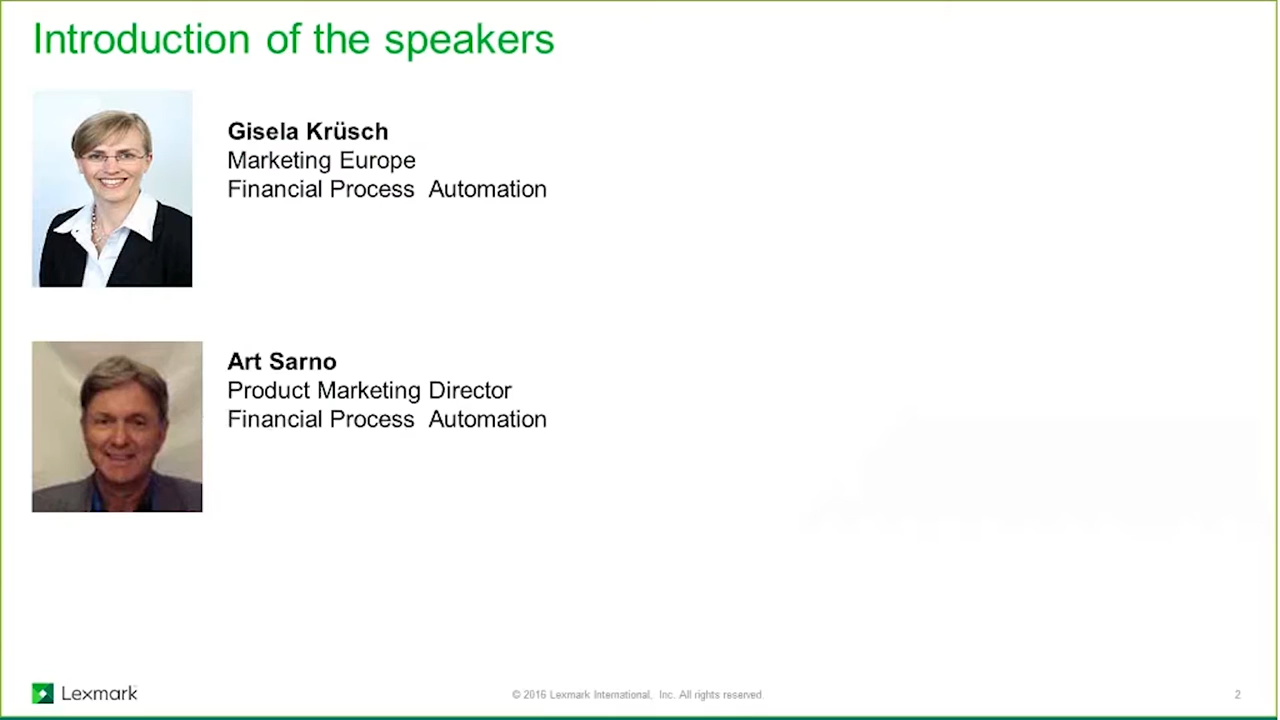 Introduction of the speakers
Gisela Krüsch
Marketing Europe
Financial Process  Automation
Art Sarno
Product Marketing Director
Financial Process  Automation
Lexmark
© 2016 Lexmark International,  Inc. All rights reserved.
2